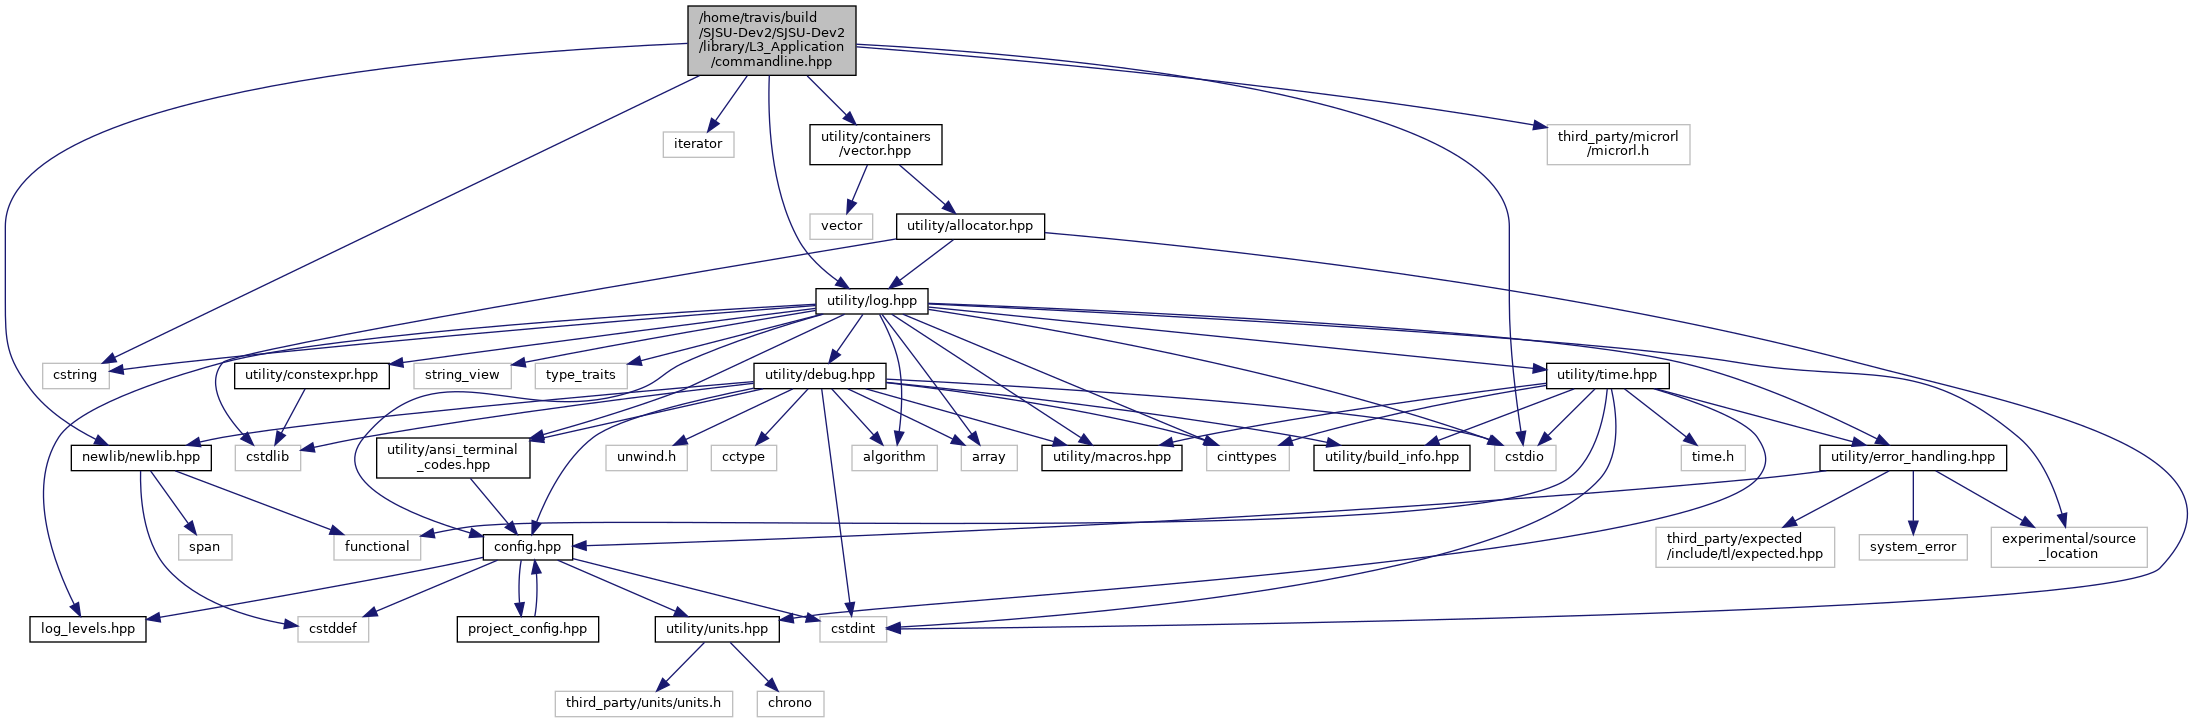 /home/travis/build
/SJSU-Dev2/SJSU-Dev2
/library/L3_Application
/commandline.hpp
iterator
utility/containers
/vector.hpp
third_party/microrl
/microrl.h
vector
utility/allocator.hpp
utility/log.hpp
cstring
utility/constexpr.hpp
string_view
type_traits
utility/debug.hpp
utility/time.hpp
newlib/newlib.hpp
cstdlib
utility/ansi_terminal
_codes.hpp
unwind.h
cctype
algorithm
array
utility/macros.hpp
cinttypes
utility/build_info.hpp
cstdio
time.h
utility/error_handling.hpp
span
functional
config.hpp
third_party/expected
/include/tl/expected.hpp
system_error
experimental/source
_location
log_levels.hpp
cstddef
project_config.hpp
utility/units.hpp
cstdint
third_party/units/units.h
chrono